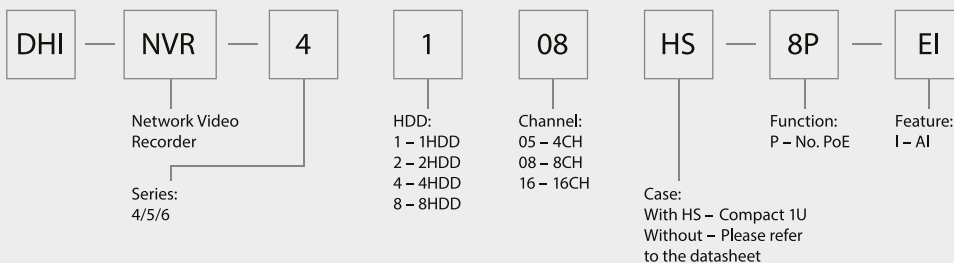 DHI — NVR — 4 1 08 HS — 8P — EI
Network Video
Recorder
Series:
4/5/6
HDD:
1 – 1HDD
2 – 2HDD
4 – 4HDD
8 – 8HDD
Channel:
05 – 4CH
08 – 8CH
16 – 16CH
Case:
With HS – Compact 1U
Without – Please refer
to the datasheet
Function:
P – No. PoE
Feature:
I – AI